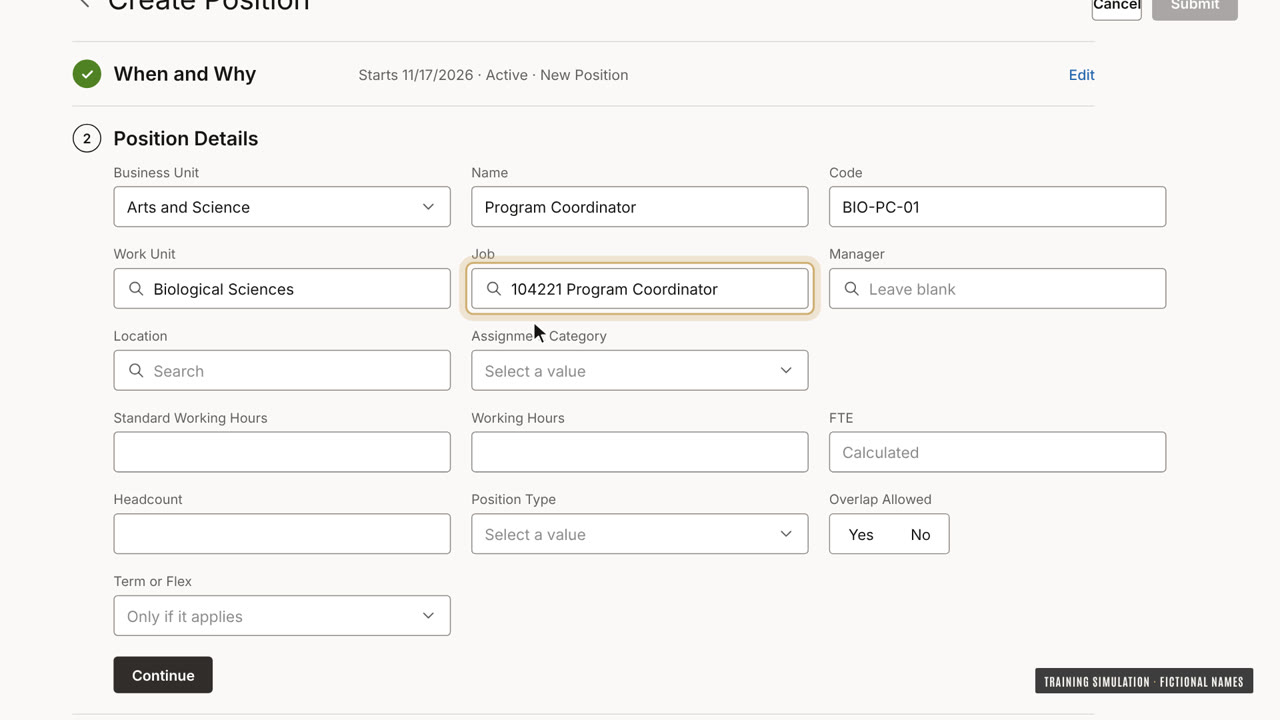 Create Position
Cancel
Submit
When and Why
Starts 11/17/2026 · Active · New Position
Edit
2
Position Details
Business Unit
Name
Code
Arts and Science
Program Coordinator
BIO-PC-01
Work Unit
Job
Manager
Biological Sciences
104221 Program Coordinator
Leave blank
Location
Assignme Category
Search
Select a value
Standard Working Hours
Working Hours
FTE
Calculated
Headcount
Position Type
Overlap Allowed
Select a value
Yes
No
Term or Flex
Only if it applies
Continue
TRAINING SIMULATION · FICTIONAL NAMES